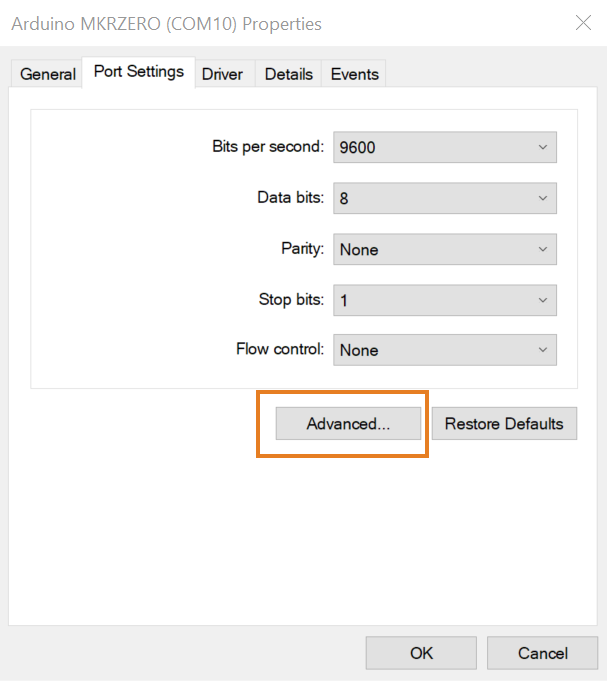 Arduino MKRZERO (COM10) Properties
General Port Settings Driver Details Events
Bits per second: 9600
Data bits: 8
Parity: None
Stop bits: 1
Flow control: None
Advanced... Restore Defaults
OK Cancel